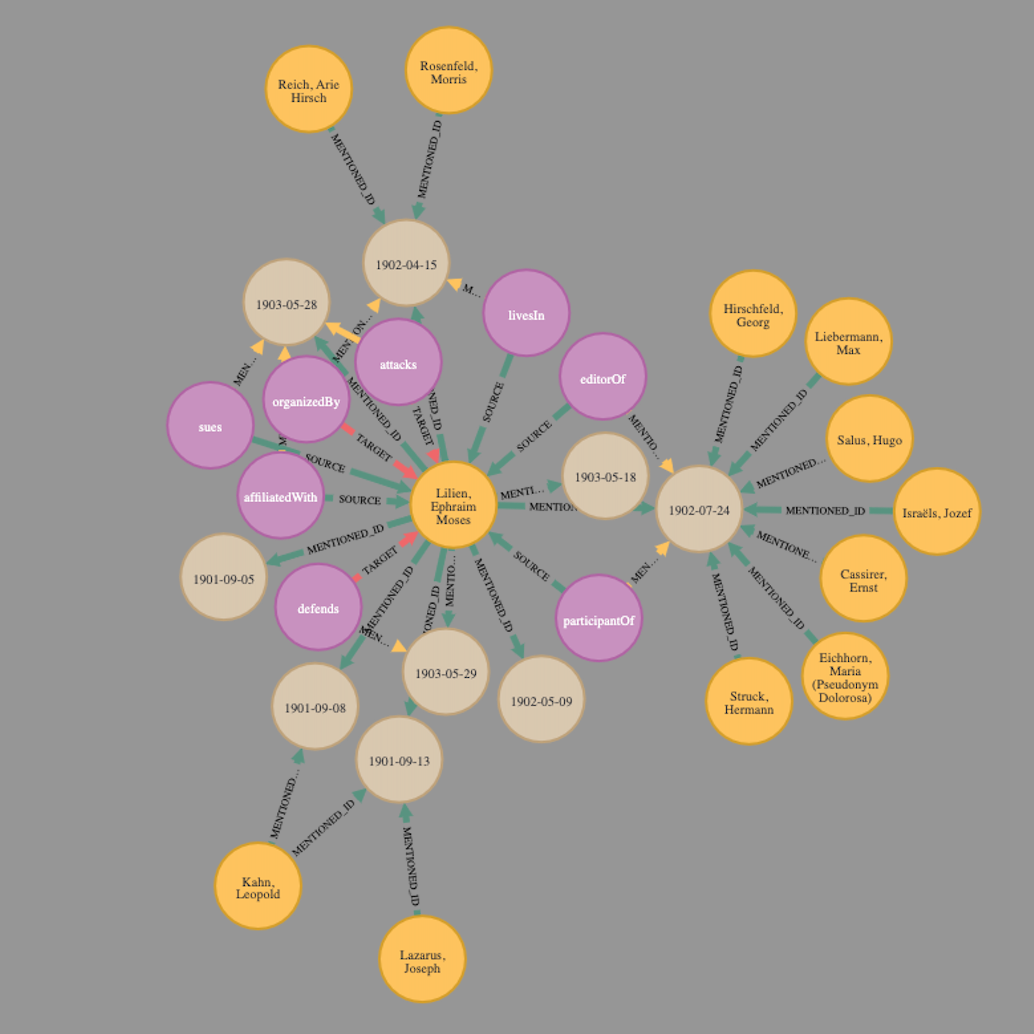 Reich, Arie
Hirsch
Rosenfeld,
Morris
MENTIONED_ID
MENTIONED_ID
1902-04-15
1903-05-28
M...
livesIn
Hirschfeld,
Georg
Liebermann,
Max
attacks
editorOf
MEN...
organizedBy
MENTIONED_ID
SOURCE
MENTIONED_ID
MENTIONED_ID
sues
TARGET
TARGET
SOURCE
MENTIO...
Salus, Hugo
SOURCE
MENTIONED...
affiliatedWith
SOURCE
Lilien,
Ephraim
Moses
MENTI...
1903-05-18
1902-07-24
MENTIONED_ID
Israëls, Jozef
MENTIONED_ID
MENTIONE...
1901-09-05
TARGET
SOURCE
MEN...
Cassirer,
Ernst
defends
MENTIONED_ID
MENTIO...
MENTIONED_ID
participantOf
MENTIONED_ID
MENTIONED_ID
MEN...
1903-05-29
Eichhorn,
Maria
(Pseudonym
Dolorosa)
1901-09-08
1902-05-09
Struck,
Hermann
1901-09-13
MENTIONED...
MENTIONED_ID
MENTIONED_ID
Kahn,
Leopold
Lazarus,
Joseph